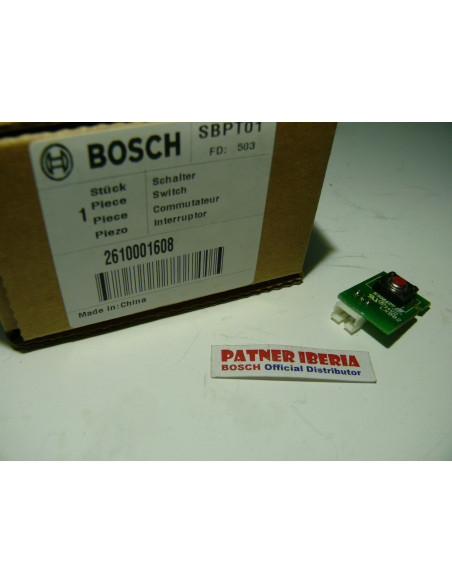 SBPT01
BOSCH
FD: 503
Stück
Piece
1 Piece
Piezo
Schalter
Switch
Commutateur
Interruptor
2610001608
Made in: China
PATNER IBERIA
BOSCH Official Distributor